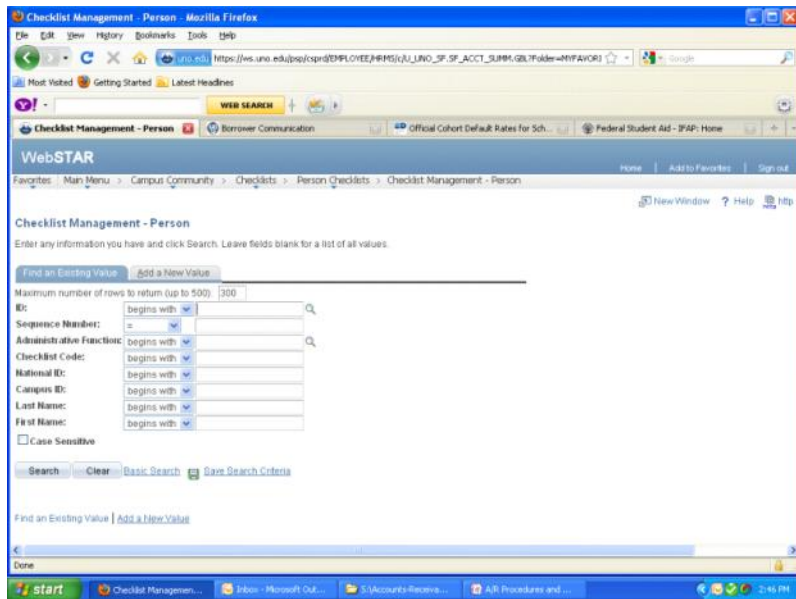 Checklist Management - Person - Mozilla Firefox
File Edit View History Bookmarks Tools Help
uno.edu https://ws.uno.edu/psp/csprd/EMPLOYEE/HRMS/c/U_UNO_SF.SF_ACCT_SUMM.GBL?Folder=MYFAVORI Google
Most Visited Getting Started Latest Headlines
Y! WEB SEARCH
Checklist Management - Person Borrower Communication Official Cohort Default Rates for Sch... Federal Student Aid - IFAP: Home
WebSTAR
Home | Add to Favorites | Sign out
Favorites | Main Menu > Campus Community > Checklists > Person Checklists > Checklist Management - Person
New Window ? Help http
Checklist Management - Person
Enter any information you have and click Search. Leave fields blank for a list of all values.
Find an Existing Value Add a New Value
Maximum number of rows to return (up to 500): 300
ID: begins with
Sequence Number: =
Administrative Function: begins with
Checklist Code: begins with
National ID: begins with
Campus ID: begins with
Last Name: begins with
First Name: begins with
Case Sensitive
Search Clear Basic Search Save Search Criteria
Find an Existing Value | Add a New Value
Done
start Checklist Managemen... Inbox - Microsoft Out... S:\Accounts-Receiva... A/R Procedures and ... 2:46 PM